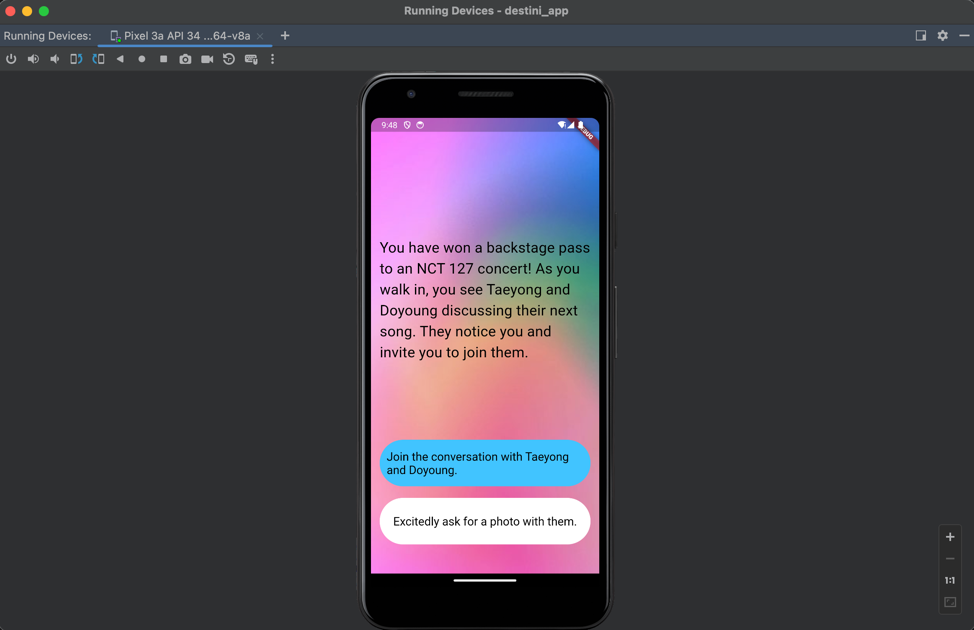 Running Devices - destini_app
Running Devices:
Pixel 3a API 34 ...64-v8a
9:48
You have won a backstage pass
to an NCT 127 concert! As you
walk in, you see Taeyong and
Doyoung discussing their next
song. They notice you and
invite you to join them.
Join the conversation with Taeyong
and Doyoung.
Excitedly ask for a photo with them.
1:1